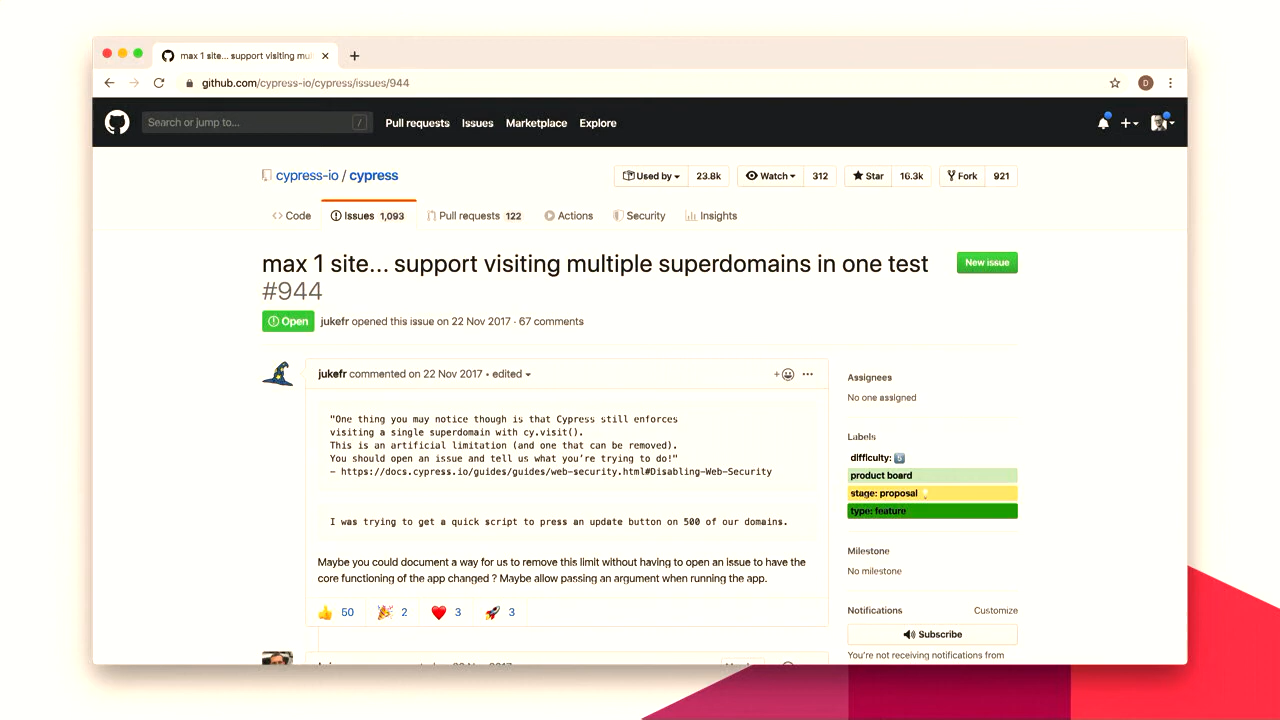 max 1 site... support visiting mul
github.com/cypress-io/cypress/issues/944
D
Search or jump to...
/
Pull requests Issues Marketplace Explore
cypress-io / cypress
Used by 23.8k Watch 312 Star 16.3k Fork 921
Code Issues 1,093 Pull requests 122 Actions Security Insights
max 1 site... support visiting multiple superdomains in one test
#944
New issue
Open jukefr opened this issue on 22 Nov 2017 · 67 comments
jukefr commented on 22 Nov 2017 • edited
"One thing you may notice though is that Cypress still enforces
visiting a single superdomain with cy.visit().
This is an artificial limitation (and one that can be removed).
You should open an issue and tell us what you’re trying to do!"
— https://docs.cypress.io/guides/guides/web-security.html#Disabling-Web-Security
I was trying to get a quick script to press an update button on 500 of our domains.
Maybe you could document a way for us to remove this limit without having to open an issue to have the
core functioning of the app changed ? Maybe allow passing an argument when running the app.
50 2 3 3
Assignees
No one assigned
Labels
difficulty: 5
product board
stage: proposal
type: feature
Milestone
No milestone
Notifications Customize
Subscribe
You’re not receiving notifications from